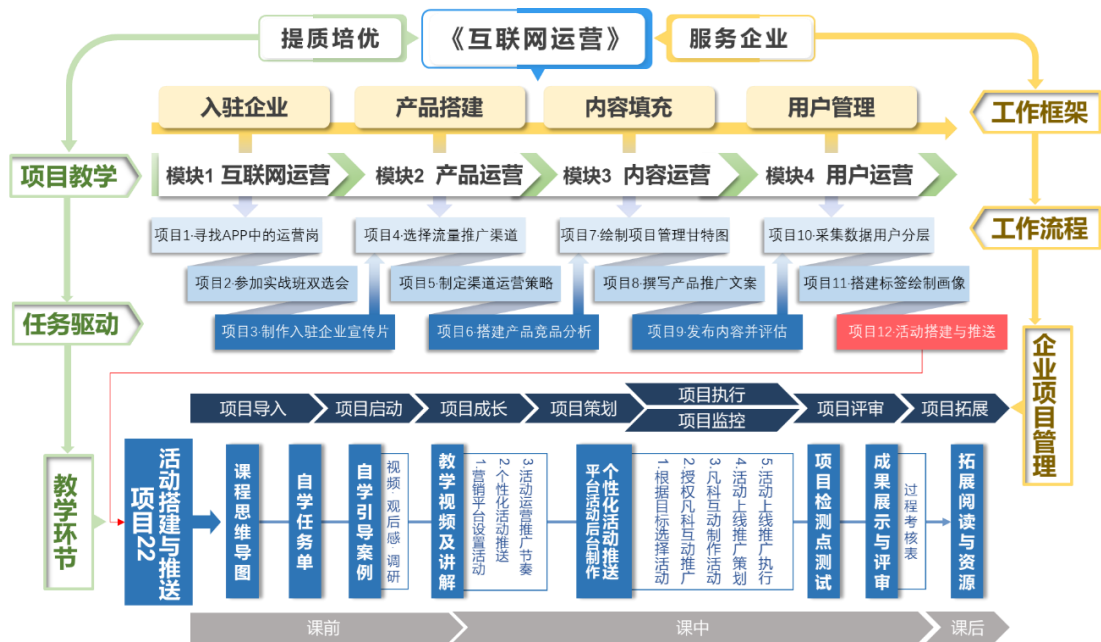 提质培优
《互联网运营》
服务企业
入驻企业
产品搭建
内容填充
用户管理
工作框架
项目教学
模块1 互联网运营
模块2 产品运营
模块3 内容运营
模块4 用户运营
项目1·寻找APP中的运营岗
项目4·选择流量推广渠道
项目7·绘制项目管理甘特图
项目10·采集数据用户分层
工作流程
项目2·参加实战班双选会
项目5·制定渠道运营策略
项目8·撰写产品推广文案
项目11·搭建标签绘制画像
任务驱动
项目3·制作入驻企业宣传片
项目6·搭建产品竞品分析
项目9·发布内容并评估
项目12·活动搭建与推送
企业项目管理
项目导入
项目启动
项目成长
项目策划
项目执行
项目监控
项目评审
项目拓展
教学环节
项目22
活动搭建与推送
课程思维导图
自学任务单
自学引导案例
视频·观后感·调研
教学视频及讲解
1.营销平台设置活动
2.个性化活动推送
3.活动运营推广节奏
个性化活动推送
平台活动后台制作
1.根据目标选择活动
2.授权凡科互动推广
3.凡科互动制作活动
4.活动上线推广策划
5.活动上线推广执行
项目检测点测试
成果展示与评审
过程考核表
拓展阅读与资源
课前
课中
课后